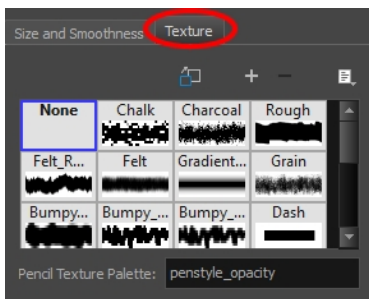 Size and Smoothness Texture
None Chalk Charcoal Rough
Felt_R... Felt Gradient... Grain
Bumpy... Bumpy_... Bumpy_... Dash
Pencil Texture Palette: penstyle_opacity